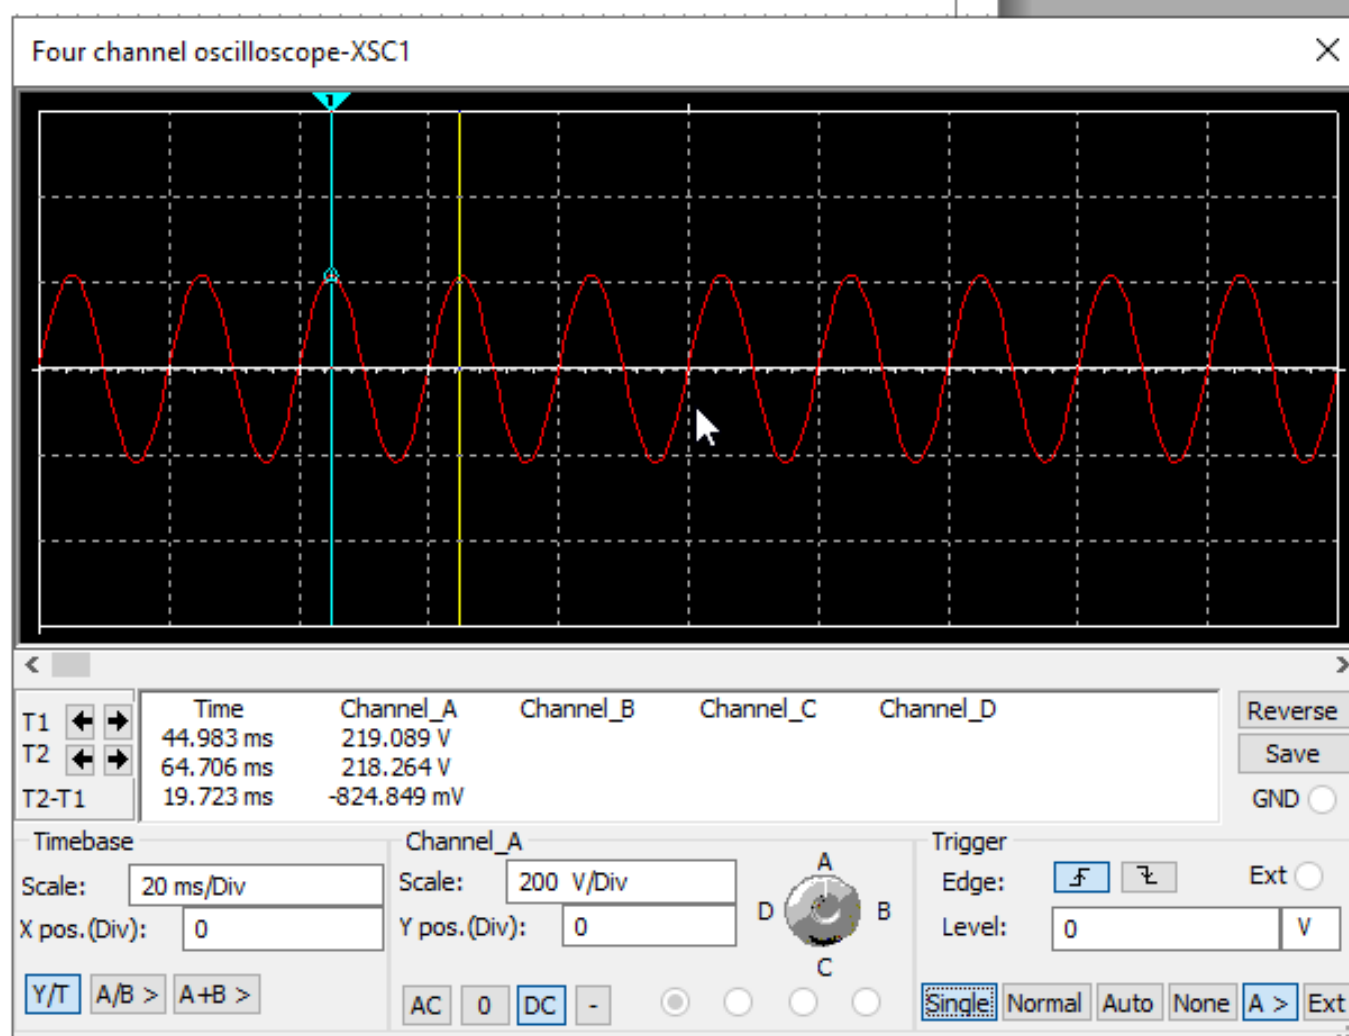 Four channel oscilloscope-XSC1
1
Time Channel_A Channel_B Channel_C Channel_D
T1 44.983 ms 219.089 V
T2 64.706 ms 218.264 V
T2-T1 19.723 ms -824.849 mV
Reverse
Save
GND
Timebase
Scale: 20 ms/Div
X pos.(Div): 0
Y/T A/B > A+B >
Channel_A
Scale: 200 V/Div
Y pos.(Div): 0
AC 0 DC -
A
D B
C
Trigger
Edge: Ext
Level: 0 V
Single Normal Auto None A > Ext